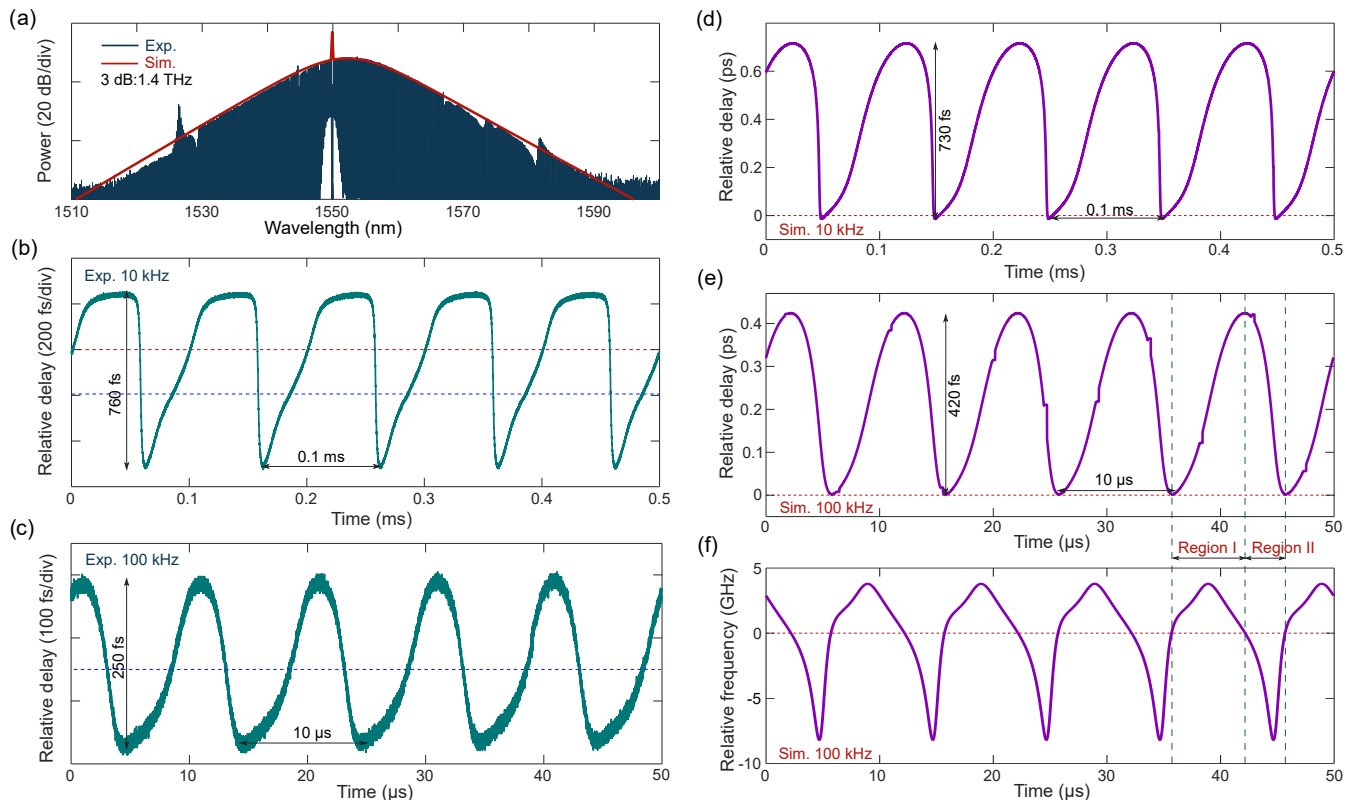 (a)
Exp.
Sim.
3 dB:1.4 THz
Power (20 dB/div)
1510
1530
1550
1570
1590
Wavelength (nm)
(b)
Exp. 10 kHz
Relative delay (200 fs/div)
760 fs
0.1 ms
0
0.1
0.2
0.3
0.4
0.5
Time (ms)
(c)
Exp. 100 kHz
Relative delay (100 fs/div)
250 fs
10 µs
0
10
20
30
40
50
Time (µs)
(d)
Relative delay (ps)
0.6
0.4
0.2
0
730 fs
0.1 ms
Sim. 10 kHz
0
0.1
0.2
0.3
0.4
0.5
Time (ms)
(e)
Relative delay (ps)
0.4
0.3
0.2
0.1
0
420 fs
10 µs
Sim. 100 kHz
0
10
20
30
40
50
Time (µs)
(f)
Region I
Region II
Relative frequency (GHz)
5
0
-5
-10
Sim. 100 kHz
0
10
20
30
40
50
Time (µs)